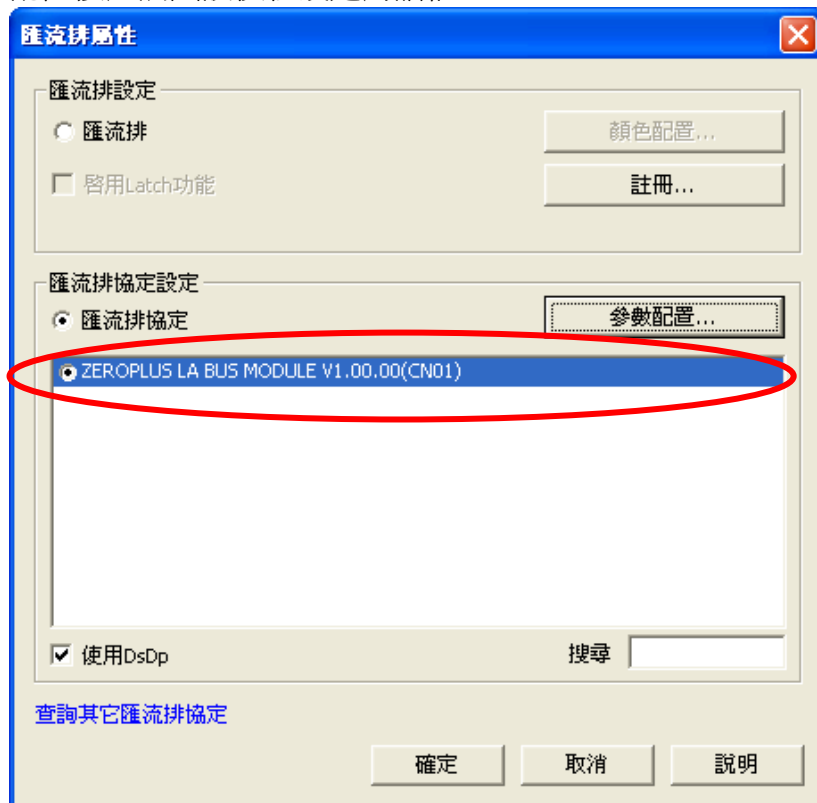 匯流排屬性
匯流排設定
匯流排
顏色配置...
啓用Latch功能
註冊...
匯流排協定設定
匯流排協定
參數配置...
ZEROPLUS LA BUS MODULE V1.00.00(CN01)
使用DsDp
搜尋
查詢其它匯流排協定
確定
取消
說明